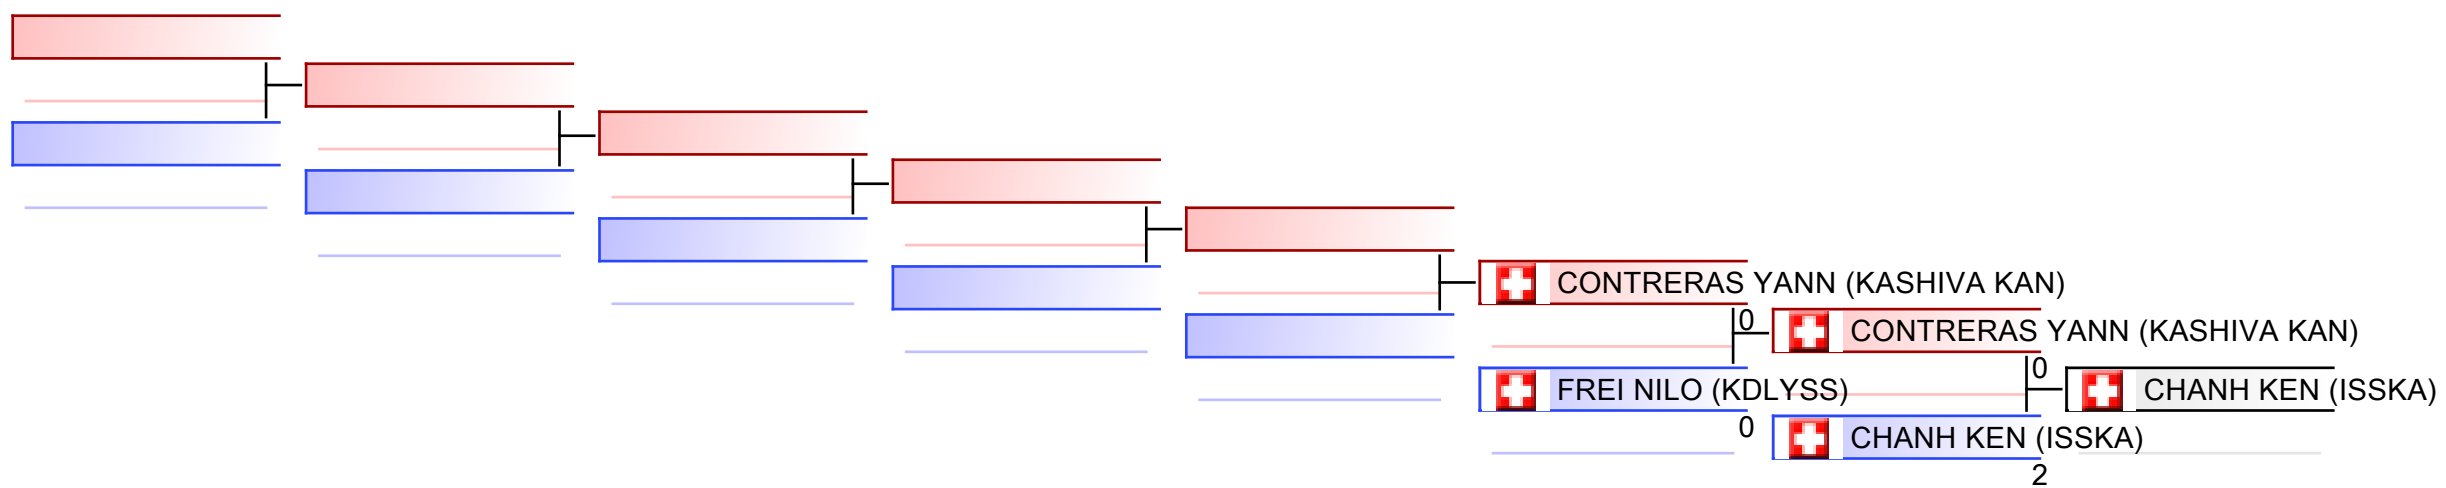 CONTRERAS YANN (KASHIVA KAN)
0
CONTRERAS YANN (KASHIVA KAN)
0
FREI NILO (KDLYSS)
CHANH KEN (ISSKA)
0
CHANH KEN (ISSKA)
2